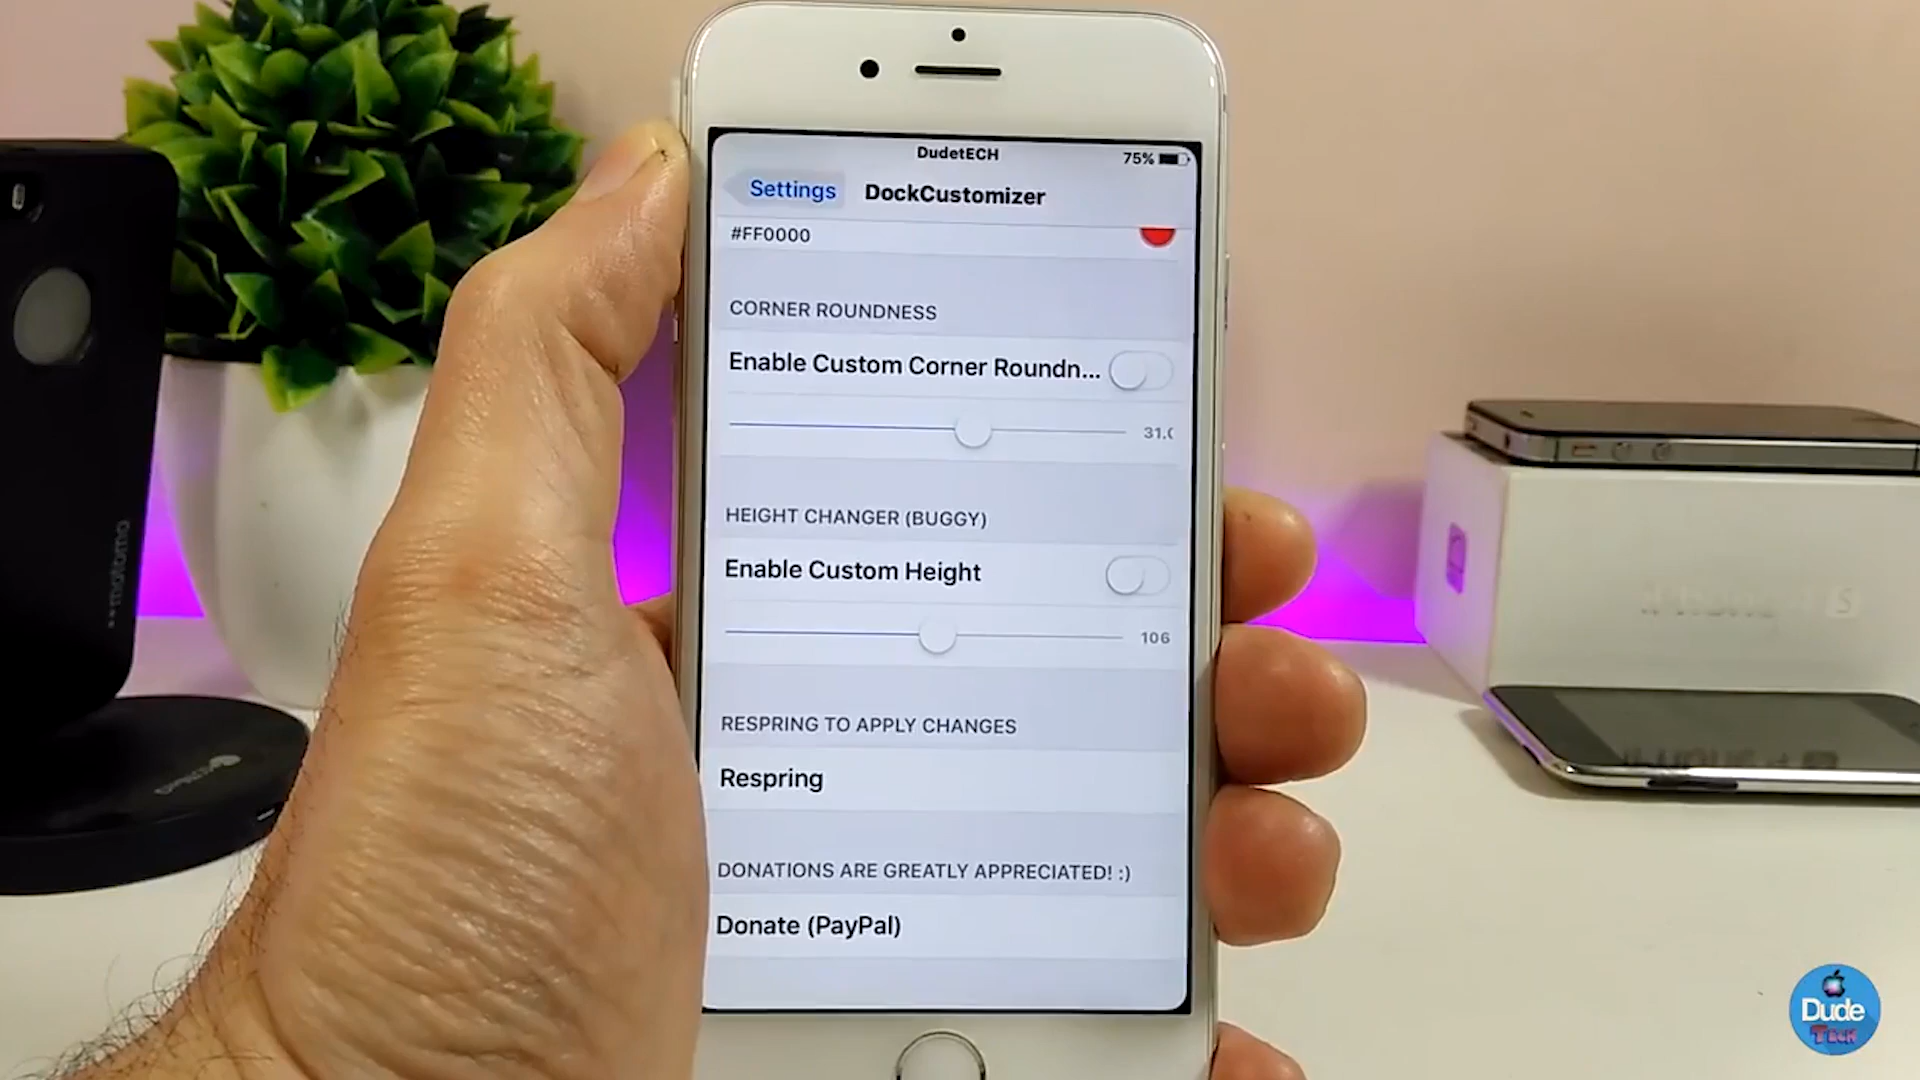 DudetECH
75%
Settings
DockCustomizer
#FF0000
CORNER ROUNDNESS
Enable Custom Corner Roundn...
31.0
HEIGHT CHANGER (BUGGY)
Enable Custom Height
106
RESPRING TO APPLY CHANGES
Respring
DONATIONS ARE GREATLY APPRECIATED! :)
Donate (PayPal)
motomo
Dude
Tech